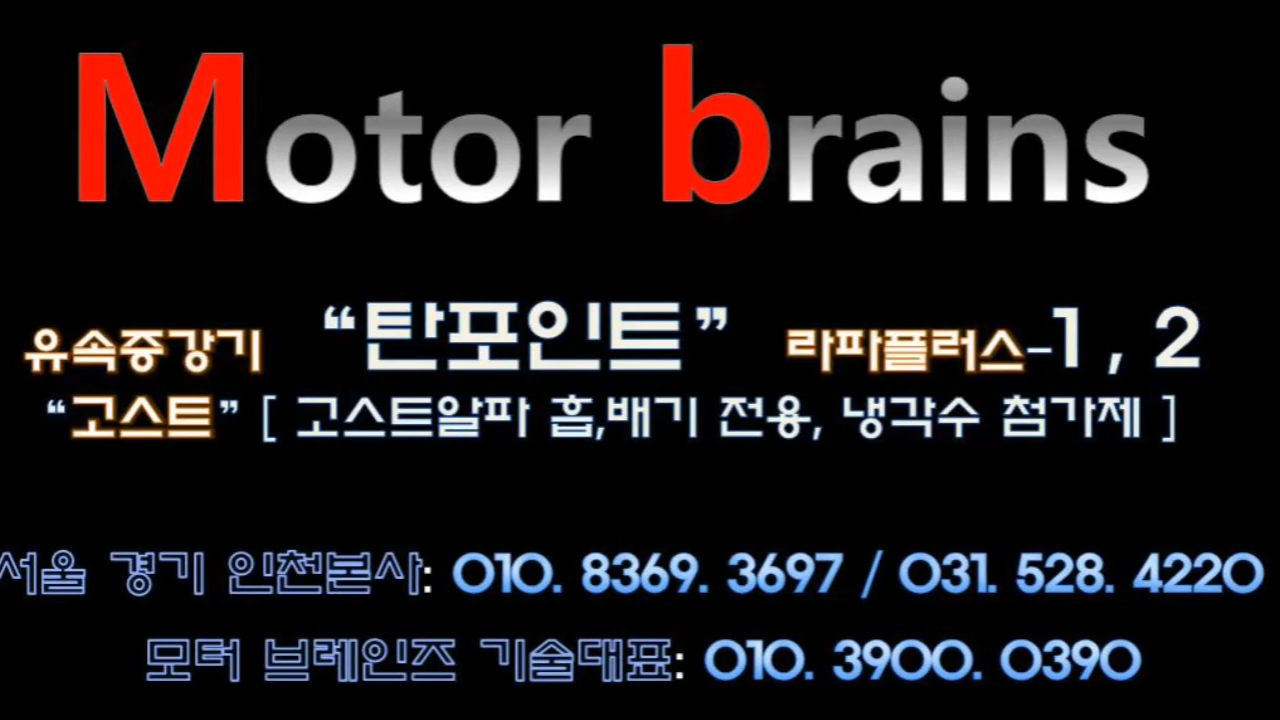 Motor brains
유속증강기 “탄포인트” 라파플러스-1 , 2
“고스트” [ 고스트알파 흡,배기 전용, 냉각수 첨가제 ]
서울 경기 인천본사: 010. 8369. 3697 / 031. 528. 4220
모터 브레인즈 기술대표: 010. 3900. 0390